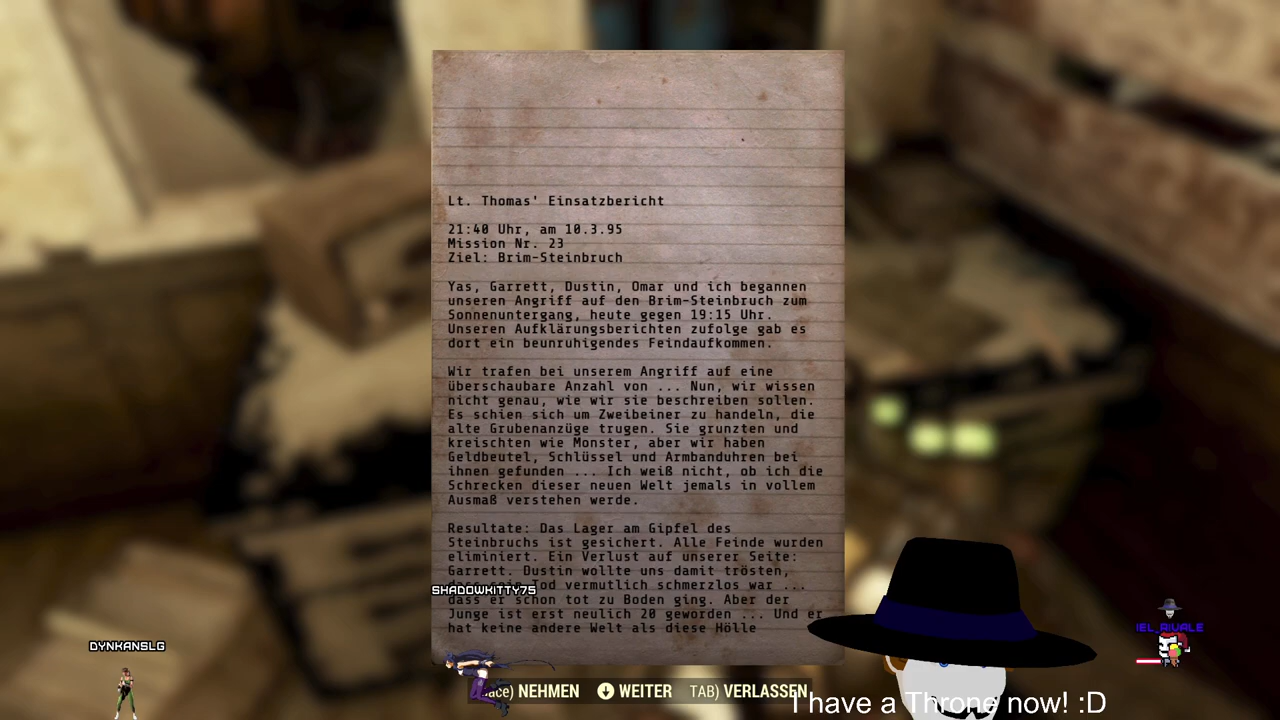 Lt. Thomas' Einsatzbericht
21:40 Uhr, am 10.3.95
Mission Nr. 23
Ziel: Brim-Steinbruch
Yas, Garrett, Dustin, Omar und ich begannen
unseren Angriff auf den Brim-Steinbruch zum
Sonnenuntergang, heute gegen 19:15 Uhr.
Unseren Aufklärungsberichten zufolge gab es
dort ein beunruhigendes Feindaufkommen.
Wir trafen bei unserem Angriff auf eine
überschaubare Anzahl von ... Nun, wir wissen
nicht genau, wie wir sie beschreiben sollen.
Es schien sich um Zweibeiner zu handeln, die
alte Grubenanzüge trugen. Sie grunzten und
kreischten wie Monster, aber wir haben
Geldbeutel, Schlüssel und Armbanduhren bei
ihnen gefunden ... Ich weiß nicht, ob ich die
Schrecken dieser neuen Welt jemals in vollem
Ausmaß verstehen werde.
Resultate: Das Lager am Gipfel des
Steinbruchs ist gesichert. Alle Feinde wurden
eliminiert. Ein Verlust auf unserer Seite:
Garrett. Dustin wollte uns damit trösten,
dass sein Tod vermutlich schmerzlos war ...
SHADOWKITTY75
dass er schon tot zu Boden ging. Aber der
Junge ist erst neulich 20 geworden ... Und er
hat keine andere Welt als diese Hölle
DYNKANSLG
IEL_RIVALE
NEHMEN WEITER TAB) VERLASSEN
I have a Throne now! :D